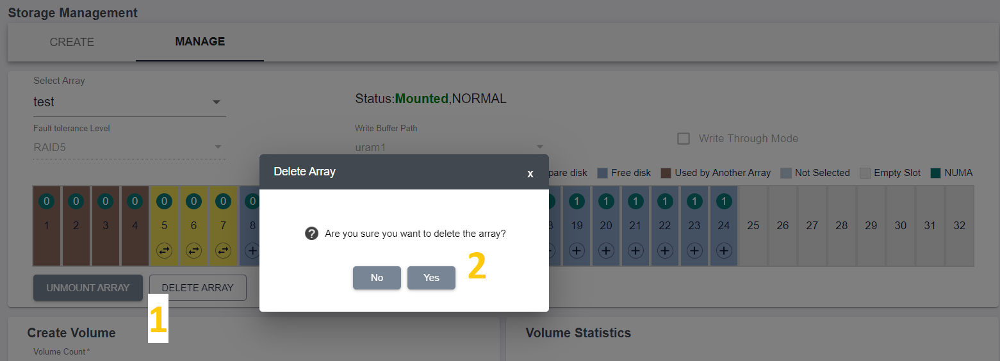 Storage Management
CREATE MANAGE
Select Array
test
Status:Mounted,NORMAL
Fault tolerance Level
Write Buffer Path
RAID5
uram1
Write Through Mode
Delete Array x
pare disk Free disk Used by Another Array Not Selected Empty Slot NUMA
0 0 0 0 0 0 0 0 1 1 1 1 1 1
1 2 3 4 5 6 7 8 19 20 21 22 23 24 25 26 27 28 29 30 31 32
Are you sure you want to delete the array?
No Yes
2
UNMOUNT ARRAY DELETE ARRAY
1
Create Volume
Volume Statistics
Volume Count *